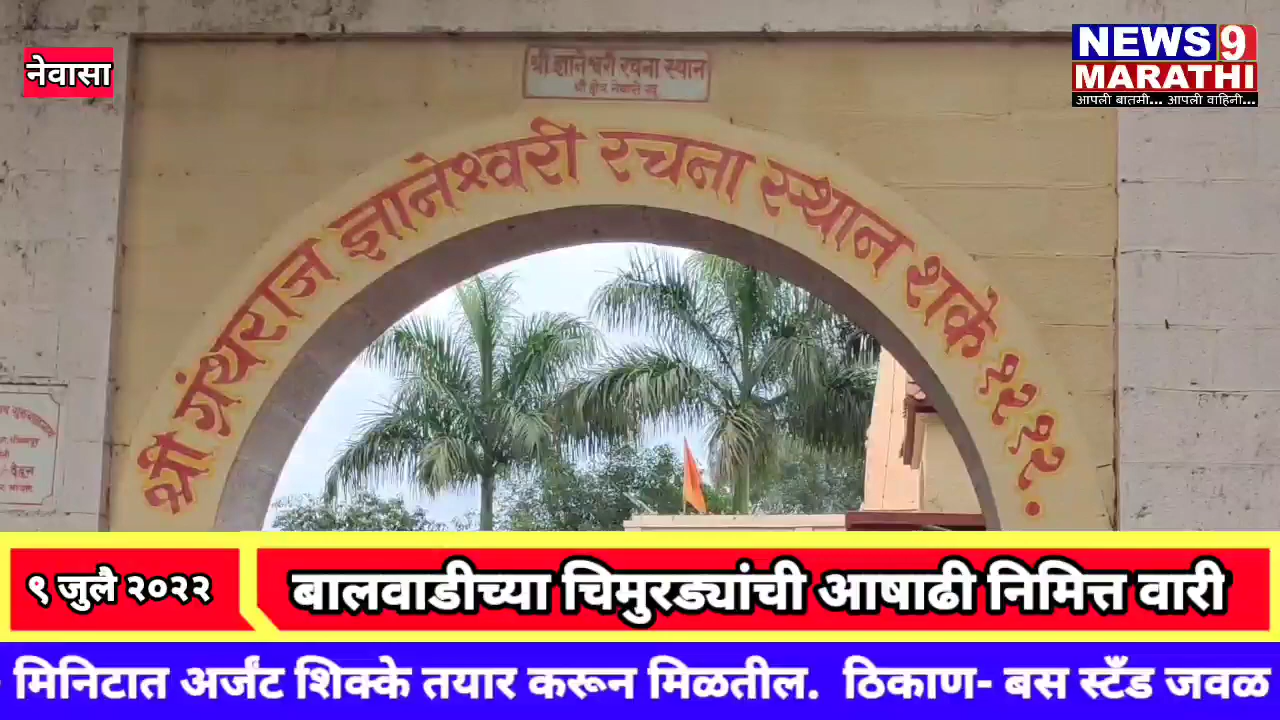 नेवासा
NEWS 9
MARATHI
आपली बातमी... आपली वाहिनी...
श्री ज्ञानेश्वरी रचना स्थान
श्री क्षेत्र नेवासे
श्री ग्रंथराज ज्ञानेश्वरी रचना स्थान शके १२१२.
९ जुलै २०२२
बालवाडीच्या चिमुरड्यांची आषाढी निमित्त वारी
मिनिटात अर्जंट शिक्के तयार करून मिळतील. ठिकाण- बस स्टँड जवळ